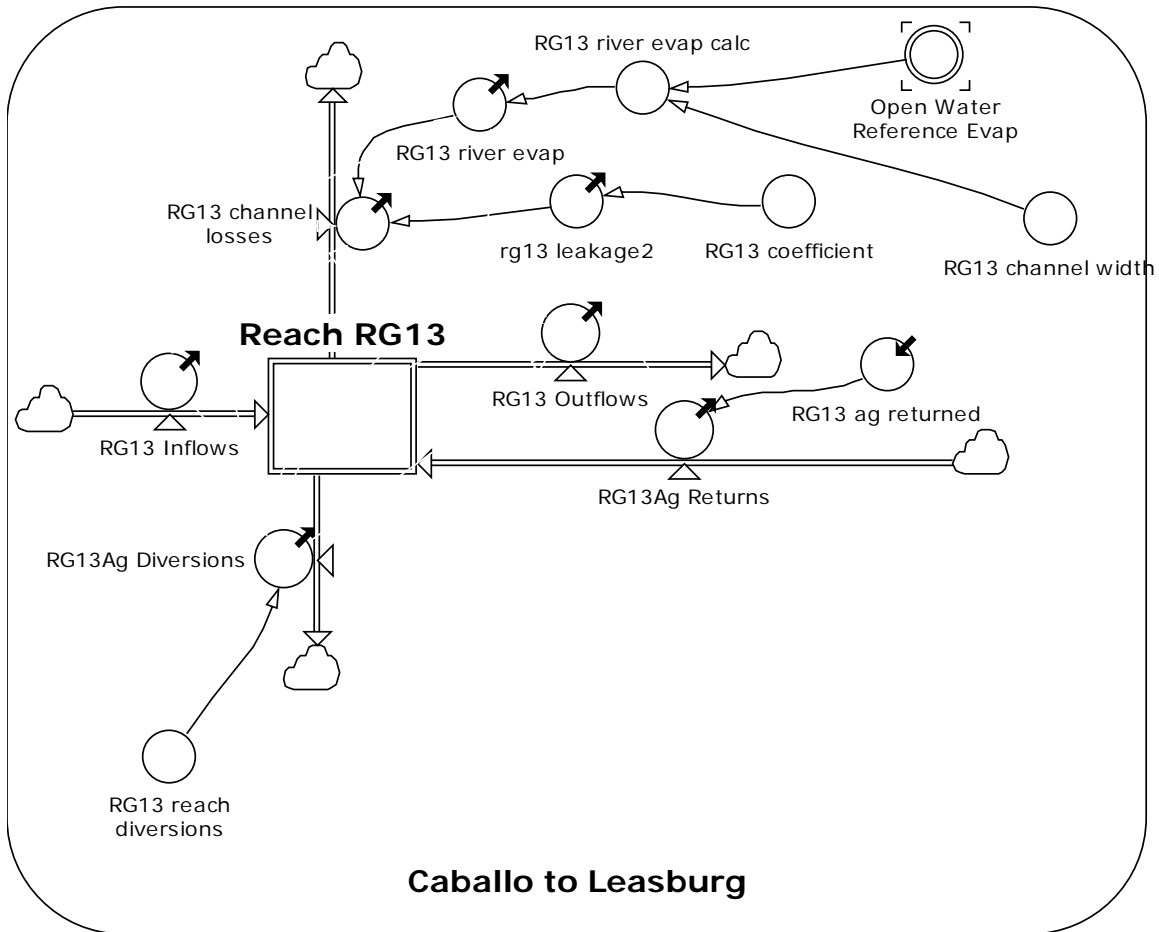 RG13 river evap calc
Open Water
Reference Evap
RG13 river evap
RG13 channel
losses
rg13 leakage2
RG13 coefficient
RG13 channel width
Reach RG13
RG13 Inflows
RG13 Outflows
RG13 ag returned
RG13Ag Returns
RG13Ag Diversions
RG13 reach
diversions
Caballo to Leasburg